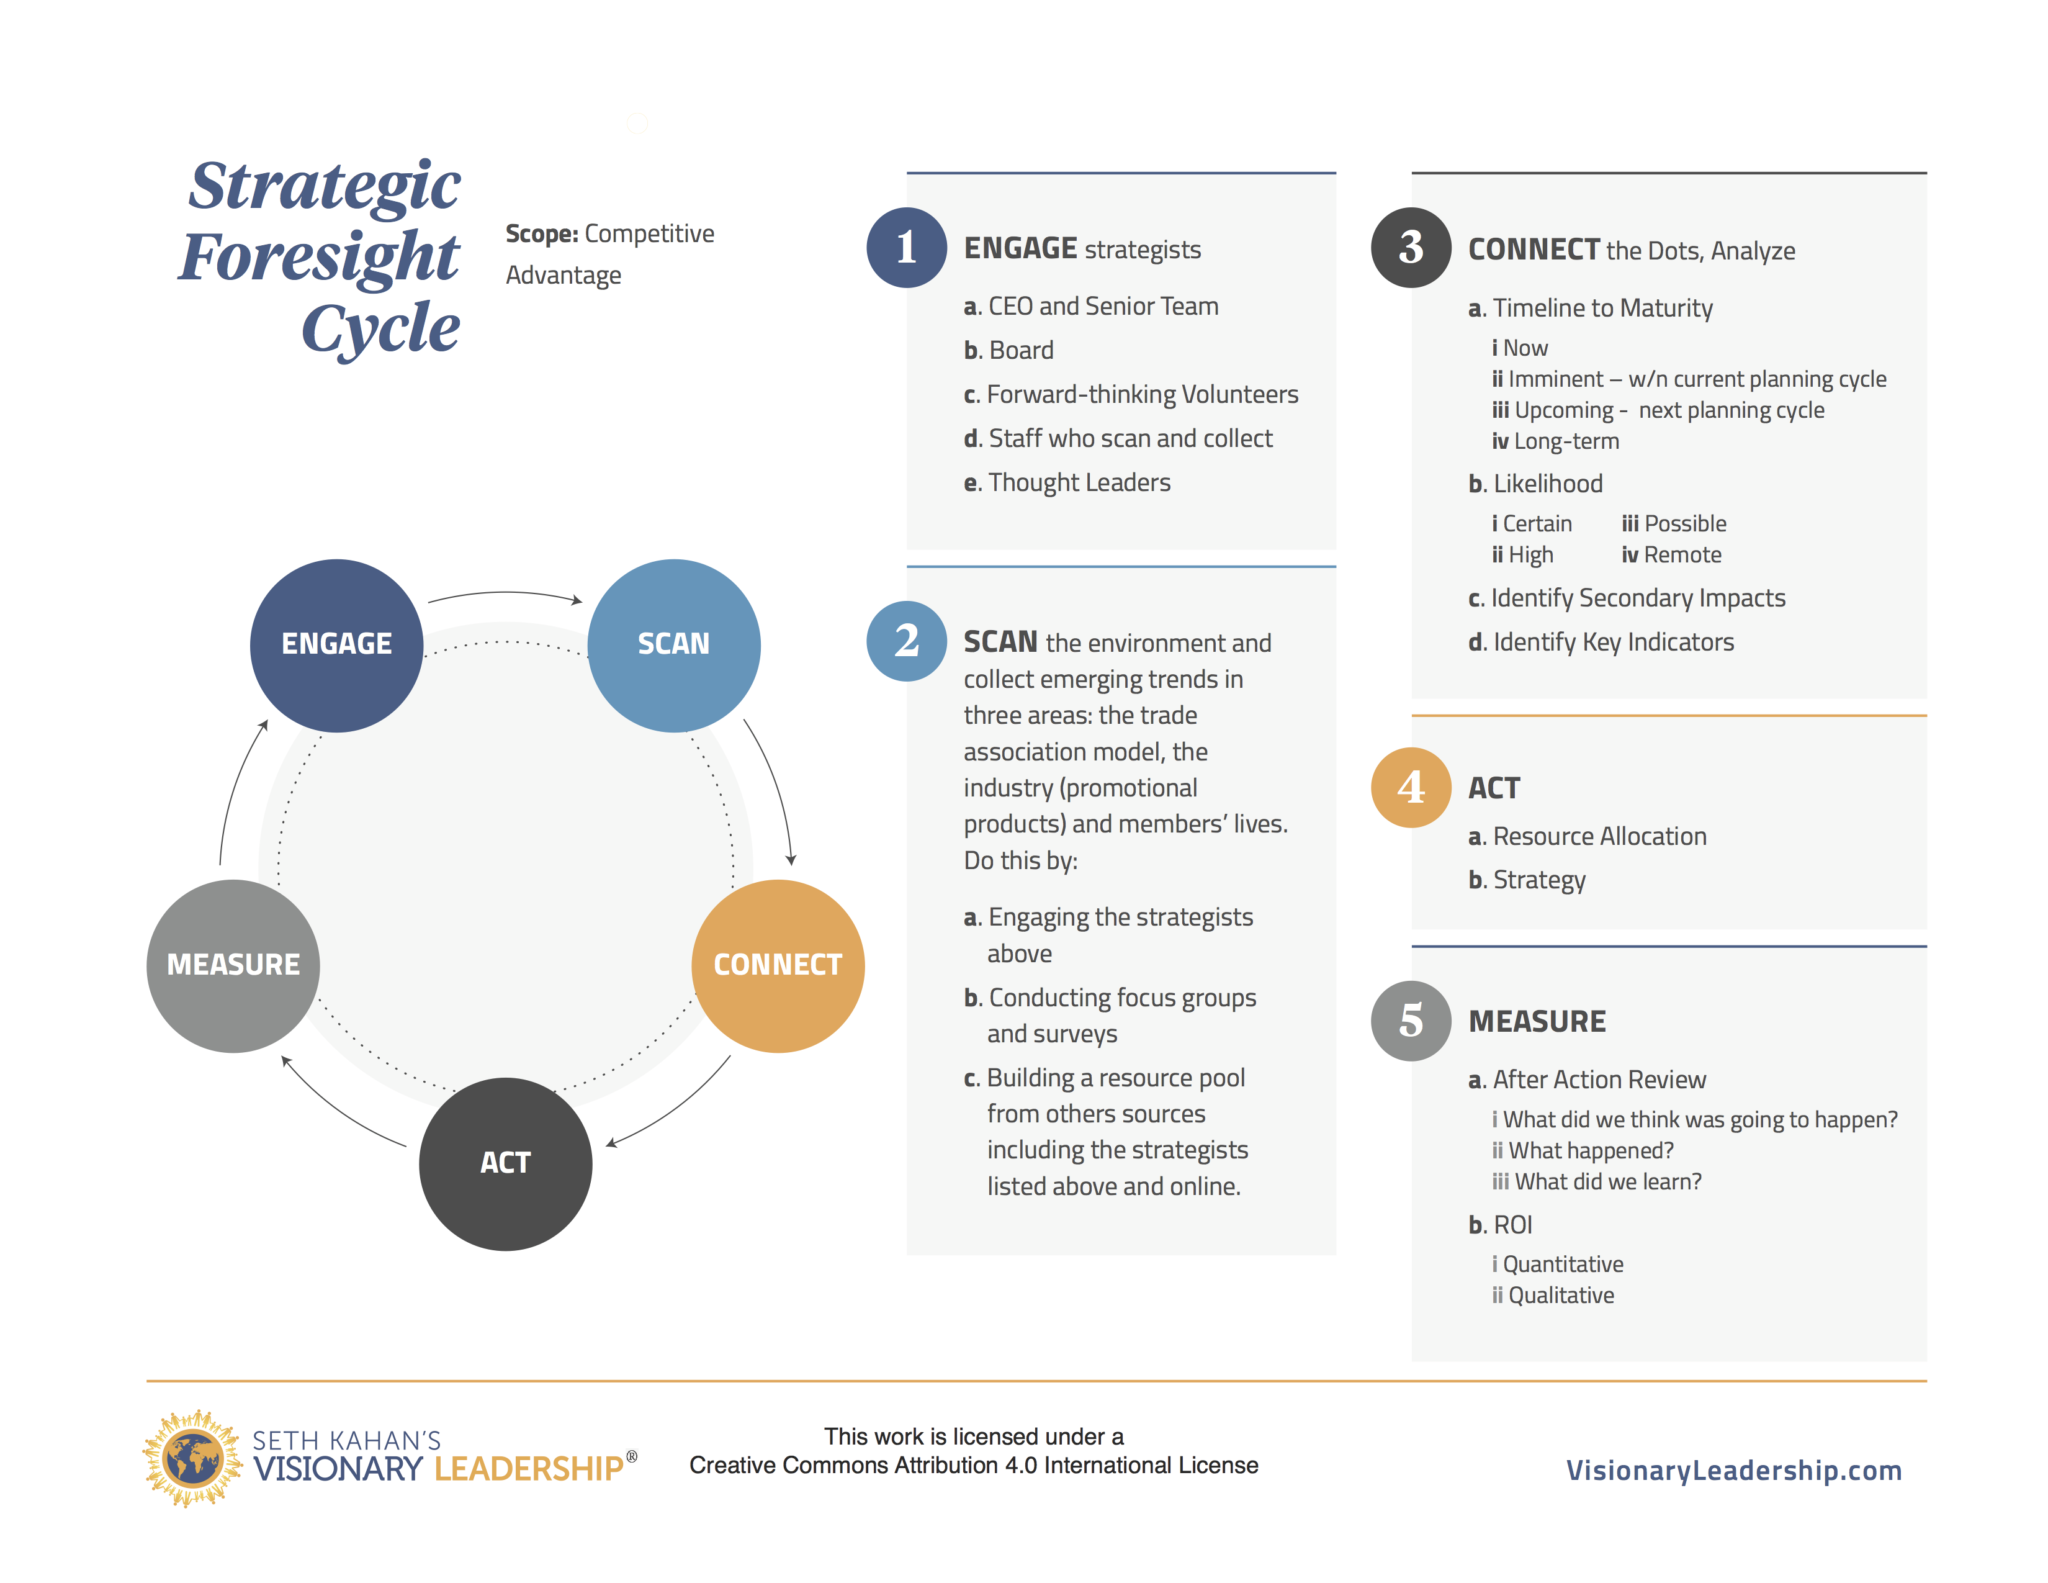 Strategic
Foresight
Cycle
Scope: Competitive
Advantage
ENGAGE
SCAN
CONNECT
ACT
MEASURE
1
ENGAGE strategists
a. CEO and Senior Team
b. Board
c. Forward-thinking Volunteers
d. Staff who scan and collect
e. Thought Leaders
2
SCAN the environment and
collect emerging trends in
three areas: the trade
association model, the
industry (promotional
products) and members’ lives.
Do this by:
a. Engaging the strategists
above
b. Conducting focus groups
and surveys
c. Building a resource pool
from others sources
including the strategists
listed above and online.
3
CONNECT the Dots, Analyze
a. Timeline to Maturity
i Now
ii Imminent – w/n current planning cycle
iii Upcoming - next planning cycle
iv Long-term
b. Likelihood
i Certain iii Possible
ii High iv Remote
c. Identify Secondary Impacts
d. Identify Key Indicators
4
ACT
a. Resource Allocation
b. Strategy
5
MEASURE
a. After Action Review
i What did we think was going to happen?
ii What happened?
iii What did we learn?
b. ROI
i Quantitative
ii Qualitative
SETH KAHAN’S
VISIONARY LEADERSHIP®
This work is licensed under a
Creative Commons Attribution 4.0 International License
VisionaryLeadership.com